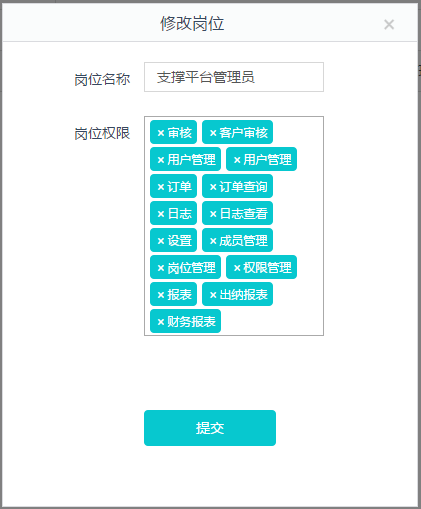 修改岗位 ×
岗位名称 支撑平台管理员
岗位权限 × 审核 × 客户审核
× 用户管理 × 用户管理
× 订单 × 订单查询
× 日志 × 日志查看
× 设置 × 成员管理
× 岗位管理 × 权限管理
× 报表 × 出纳报表
× 财务报表
提交